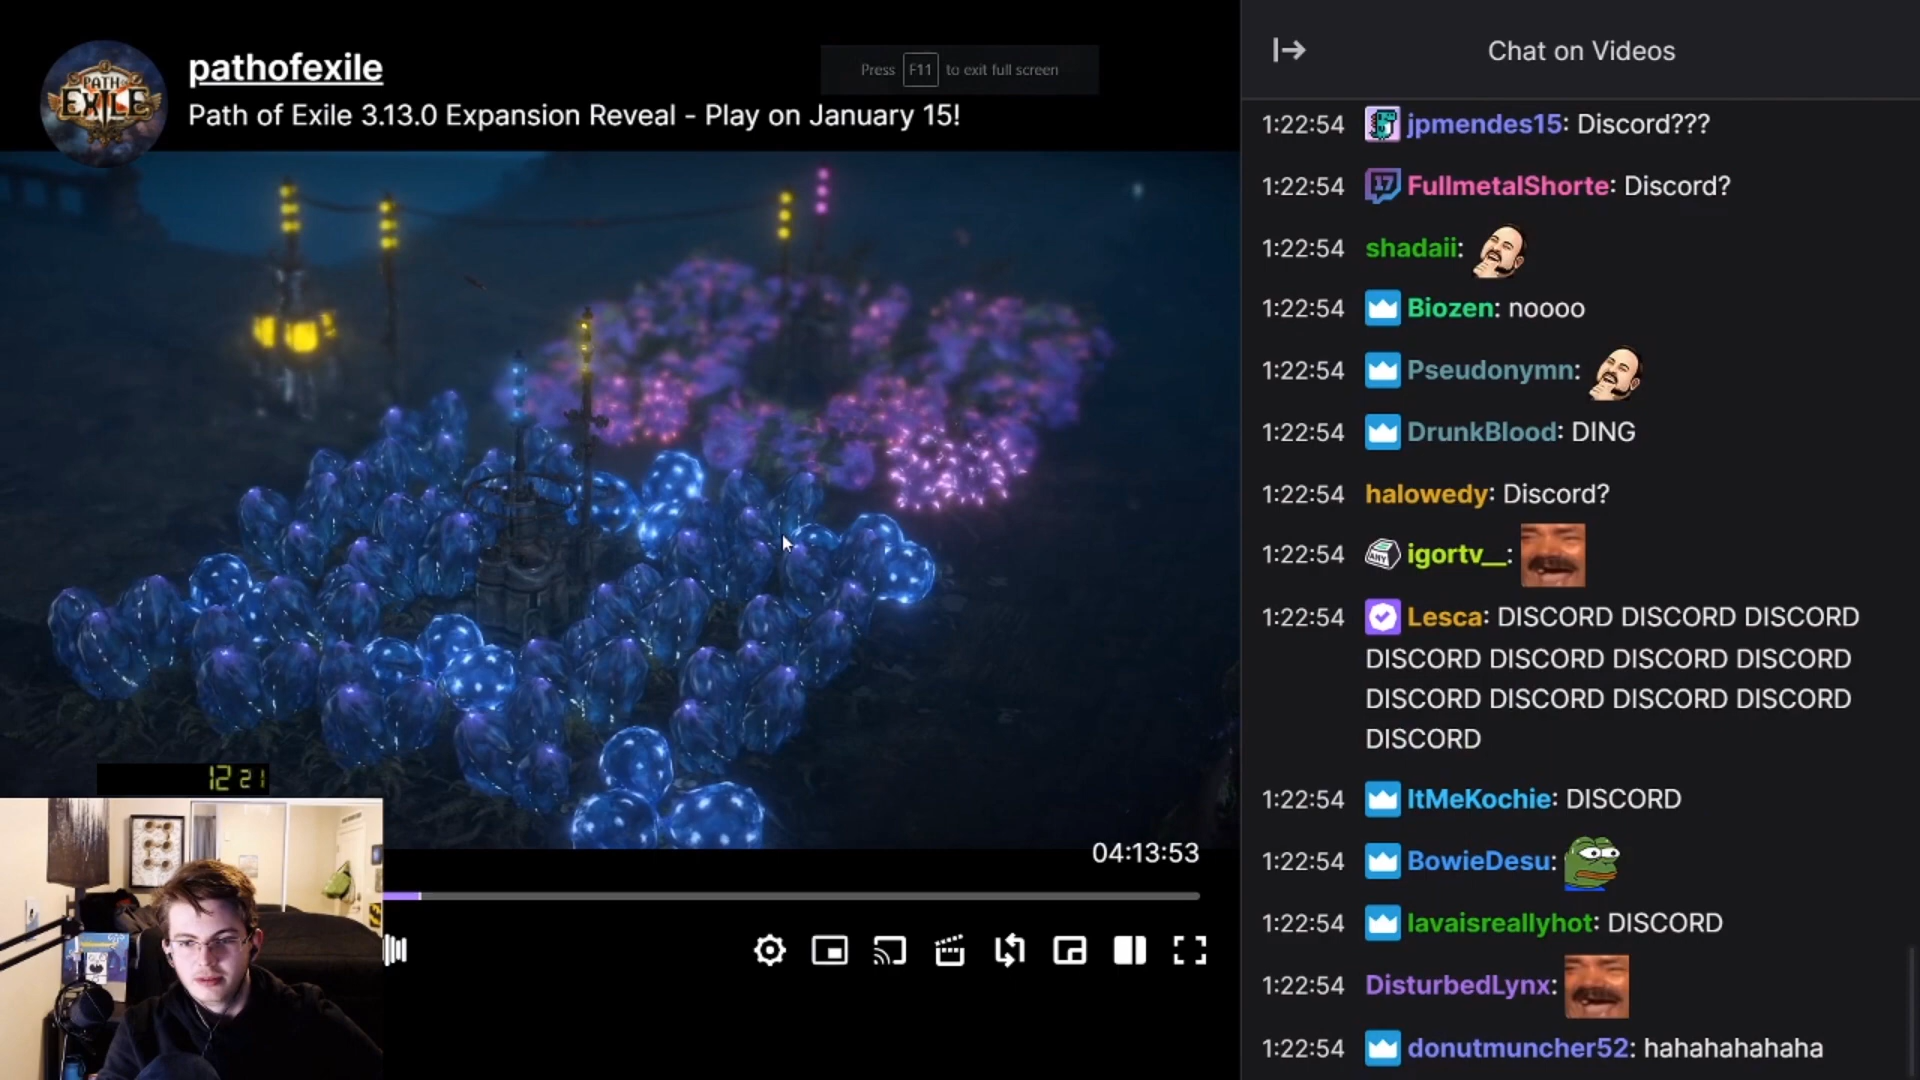 pathofexile
Path of Exile 3.13.0 Expansion Reveal - Play on January 15!
PATH OF EXILE
Press F11 to exit full screen
12 21
04:13:53
Chat on Videos
1:22:54 jpmendes15: Discord???
1:22:54 17 FullmetalShorte: Discord?
1:22:54 shadaii:
1:22:54 Biozen: noooo
1:22:54 Pseudonymn:
1:22:54 DrunkBlood: DING
1:22:54 halowedy: Discord?
1:22:54 ANY igortv__:
1:22:54 Lesca: DISCORD DISCORD DISCORD
DISCORD DISCORD DISCORD DISCORD
DISCORD DISCORD DISCORD DISCORD
DISCORD
1:22:54 ItMeKochie: DISCORD
1:22:54 BowieDesu:
1:22:54 lavaisreallyhot: DISCORD
1:22:54 DisturbedLynx:
1:22:54 donutmuncher52: hahahahahaha